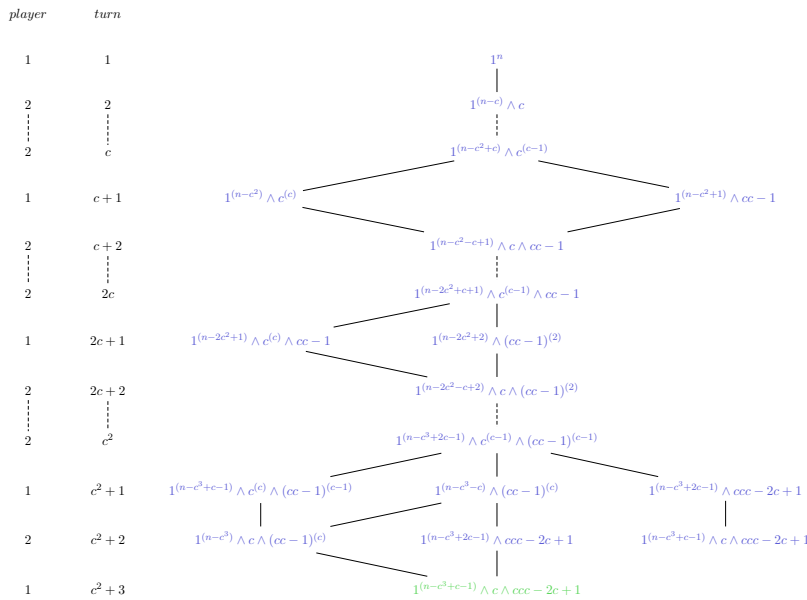 player turn
1 1 1^{(n}
2 2 1^{(n-c)} ∧ c
2 c 1^{(n-c^2+c)} ∧ c^{(c-1)}
1 c + 1 1^{(n-c^2)} ∧ c^{(c)} 1^{(n-c^2+1)} ∧ cc − 1
2 c + 2 1^{(n-c^2-c+1)} ∧ c ∧ cc − 1
2 2c 1^{(n-2c^2+c+1)} ∧ c^{(c-1)} ∧ cc − 1
1 2c + 1 1^{(n-2c^2+1)} ∧ c^{(c)} ∧ cc − 1 1^{(n-2c^2+2)} ∧ (cc − 1)^{(2)}
2 2c + 2 1^{(n-2c^2-c+2)} ∧ c ∧ (cc − 1)^{(2)}
2 c^2 1^{(n-c^3+2c-1)} ∧ c^{(c-1)} ∧ (cc − 1)^{(c-1)}
1 c^2 + 1 1^{(n-c^3+c-1)} ∧ c^{(c)} ∧ (cc − 1)^{(c-1)} 1^{(n-c^3-c)} ∧ (cc − 1)^{(c)} 1^{(n-c^3+2c-1)} ∧ ccc − 2c + 1
2 c^2 + 2 1^{(n-c^3)} ∧ c ∧ (cc − 1)^{(c)} 1^{(n-c^3+2c-1)} ∧ ccc − 2c + 1 1^{(n-c^3+c-1)} ∧ c ∧ ccc − 2c + 1
1 c^2 + 3 1^{(n-c^3+c-1)} ∧ c ∧ ccc − 2c + 1